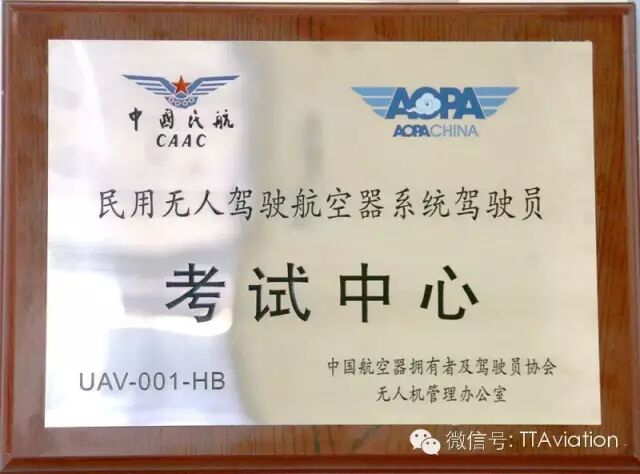 中國民航
CAAC
AOPA
AOPACHINA
民用无人驾驶航空器系统驾驶员
考试中心
UAV-001-HB
中国航空器拥有者及驾驶员协会
无人机管理办公室
微信号: TTAviation